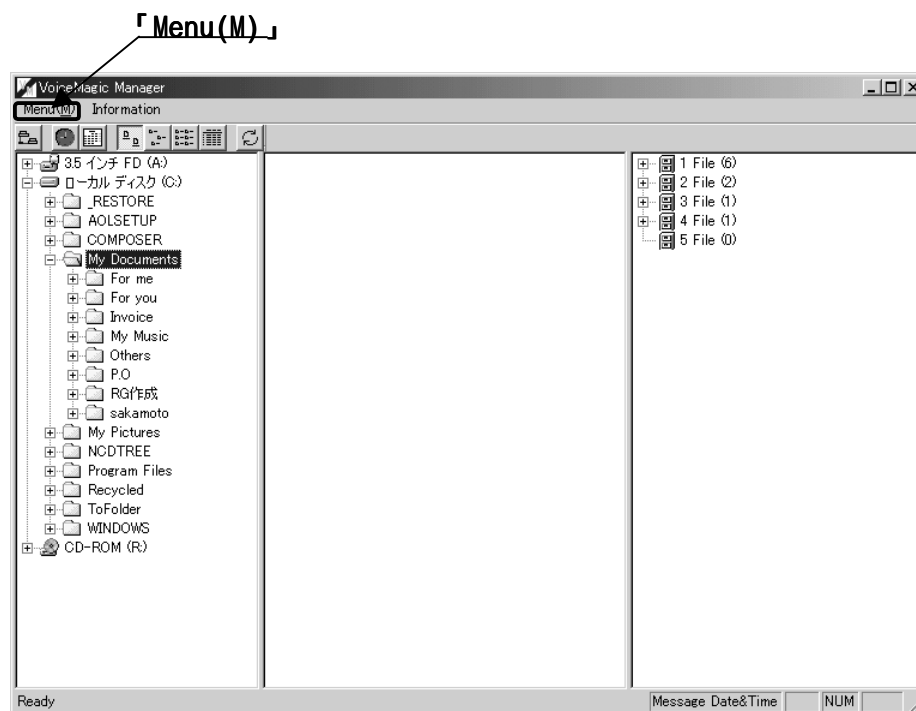 「Menu(M)」
VoiceMagic Manager
Menu(M) Information
3.5 インチ FD (A:)
ローカル ディスク (C:)
_RESTORE
AOLSETUP
COMPOSER
My Documents
For me
For you
Invoice
My Music
Others
P.O
RG作成
sakamoto
My Pictures
NCDTREE
Program Files
Recycled
ToFolder
WINDOWS
CD-ROM (R:)
1 File (6)
2 File (2)
3 File (1)
4 File (1)
5 File (0)
Ready
Message Date&Time NUM